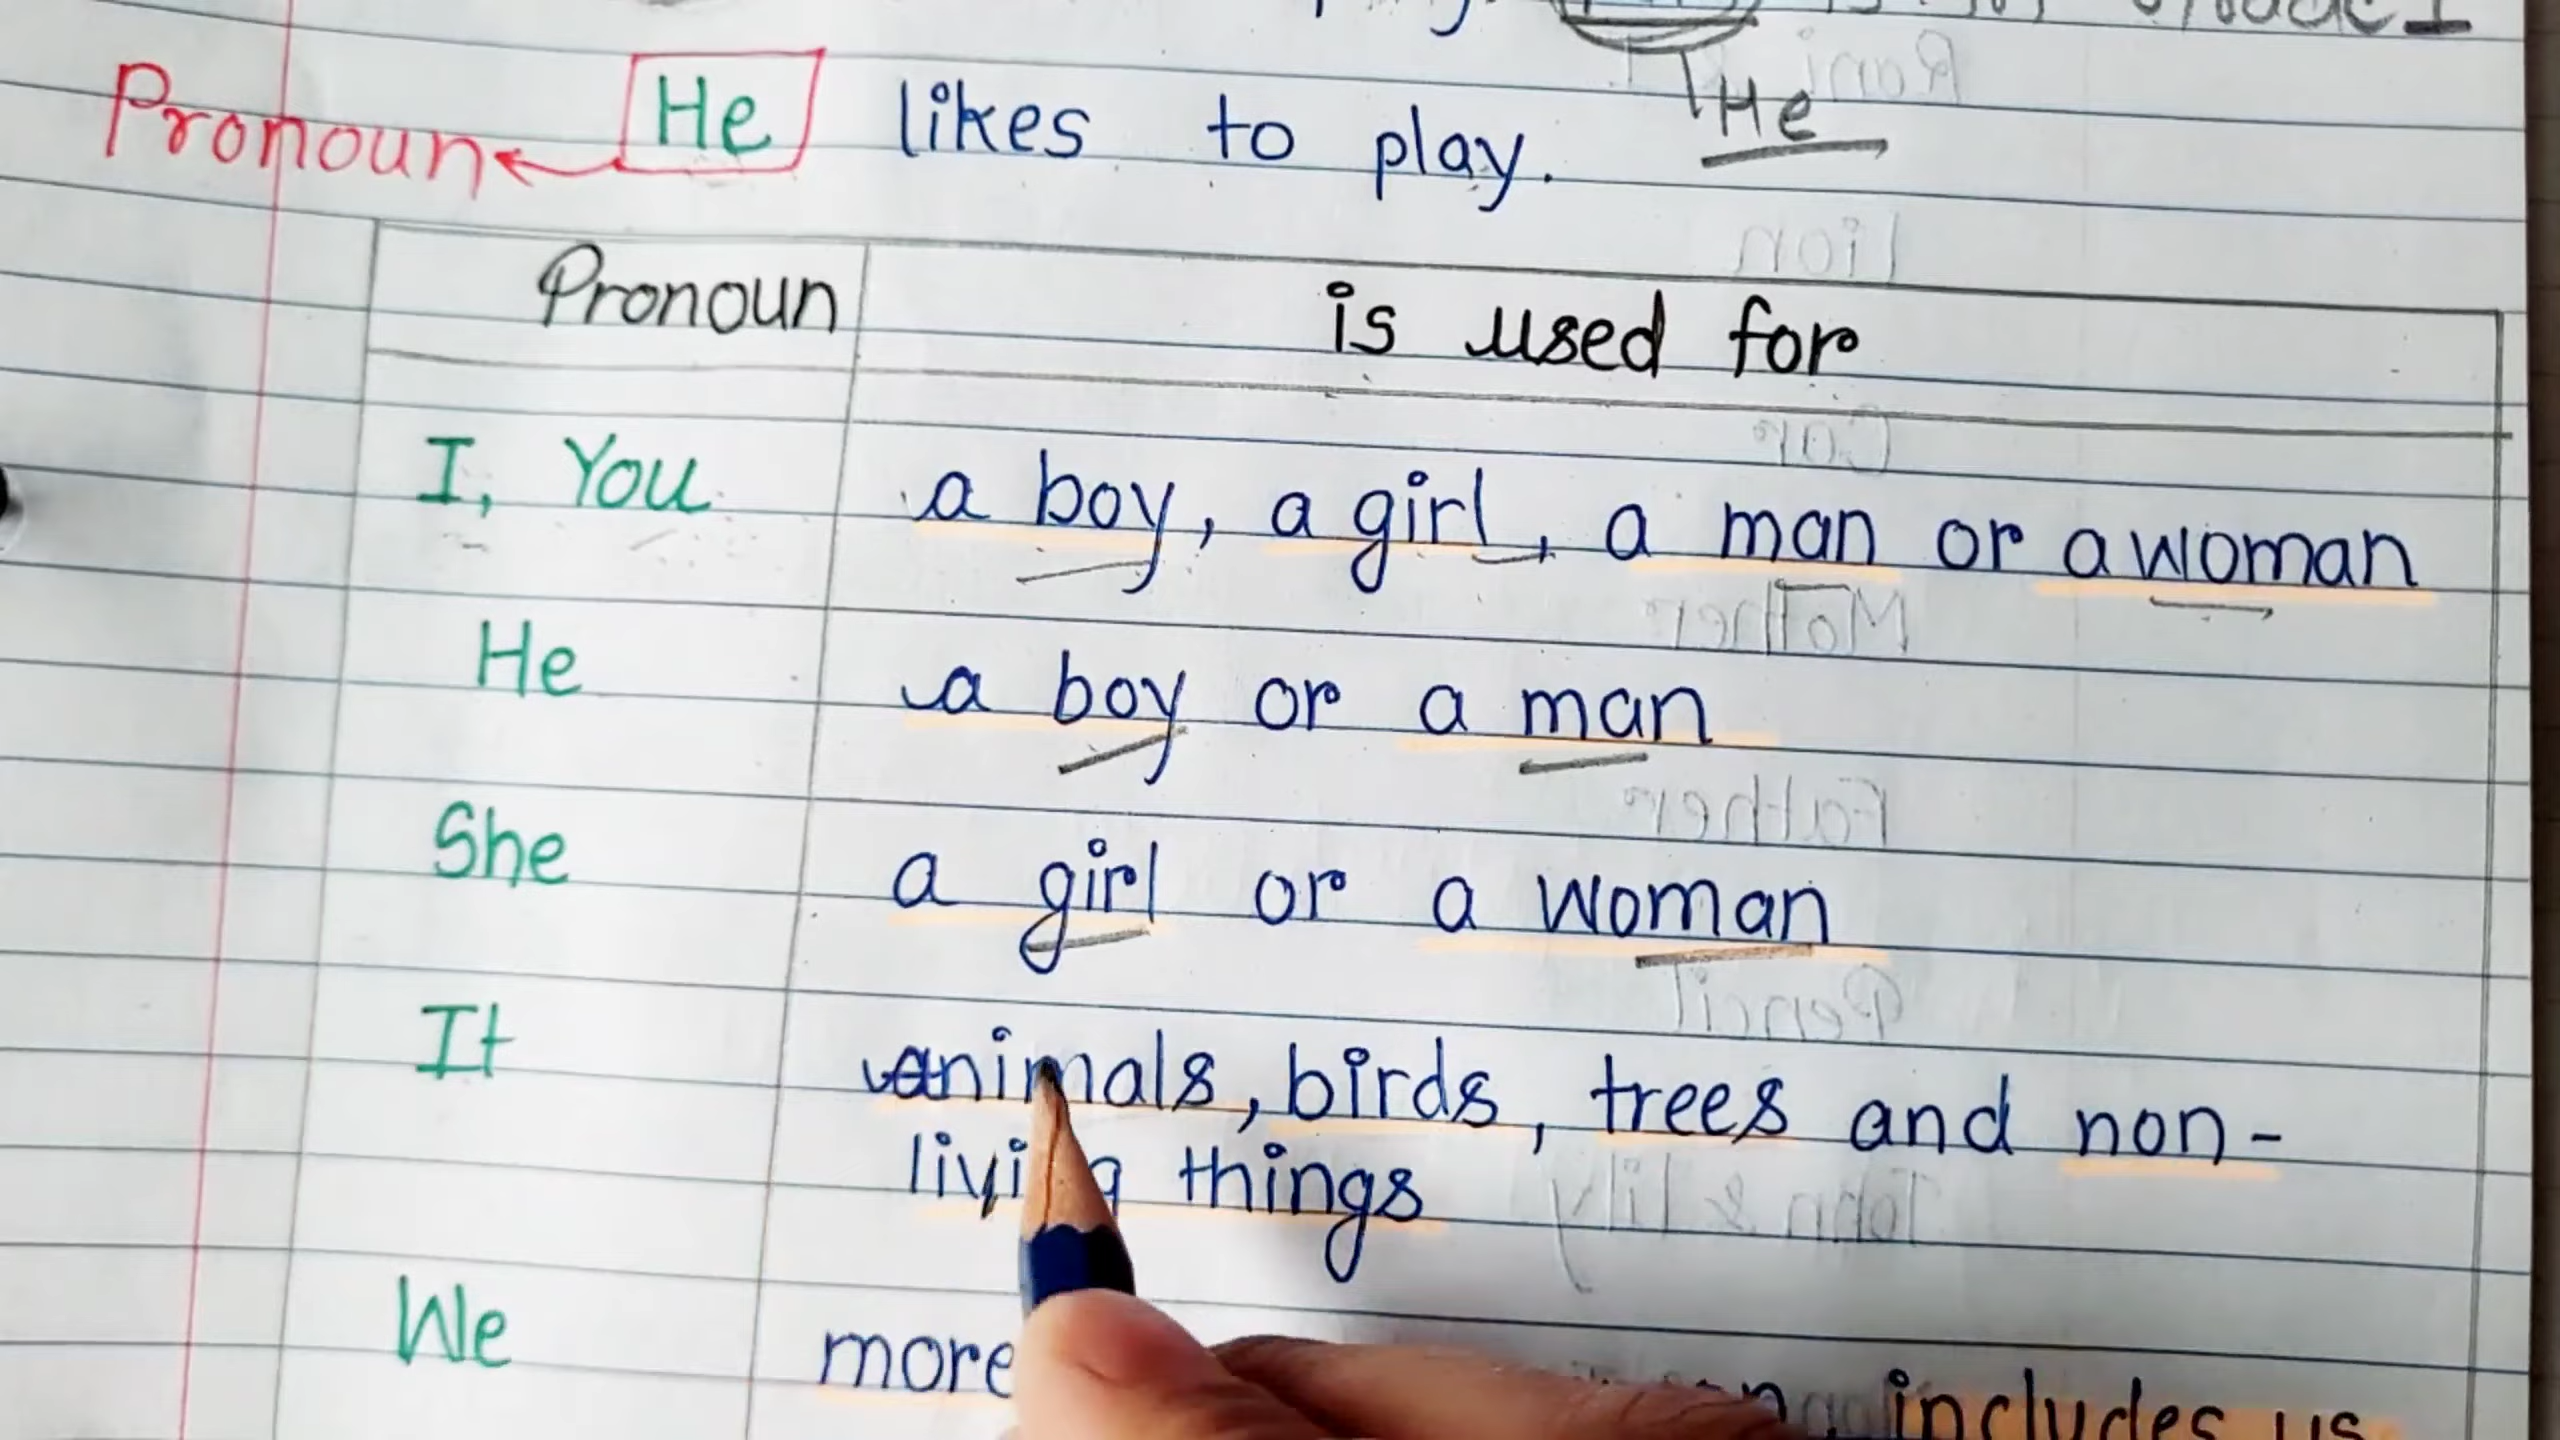 Pronoun He likes to play. He
Pronoun is used for
I, You a boy, a girl, a man or a woman
He a boy or a man
She a girl or a woman
It animals, birds, trees and non-
living things
We more includes us